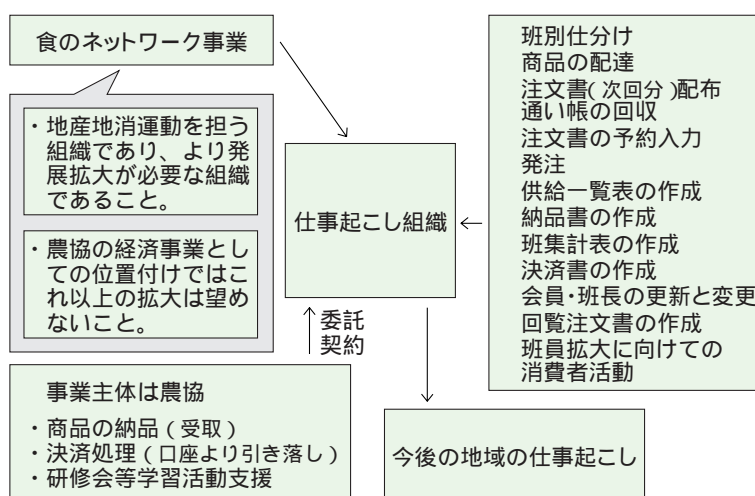 食のネットワーク事業
・地産地消運動を担う
組織であり、より発
展拡大が必要な組織
であること。
・農協の経済事業とし
ての位置付けではこ
れ以上の拡大は望め
ないこと。
仕事起こし組織
委託
契約
事業主体は農協
・商品の納品(受取)
・決済処理(口座より引き落し)
・研修会等学習活動支援
班別仕分け
商品の配達
注文書(次回分)配布
通い帳の回収
注文書の予約入力
発注
供給一覧表の作成
納品書の作成
班集計表の作成
決済書の作成
会員・班長の更新と変更
回覧注文書の作成
班員拡大に向けての
消費者活動
今後の地域の仕事起こし